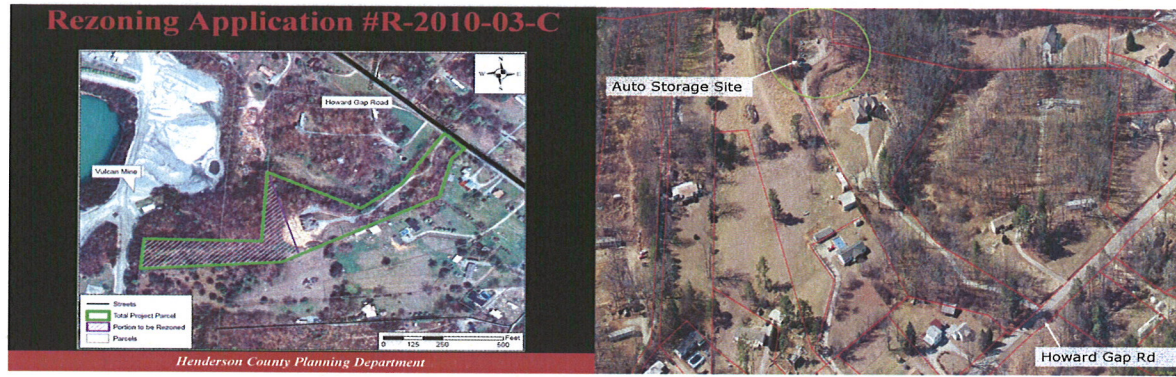 Rezoning Application #R-2010-03-C
N
W
E
S
Howard Gap Road
Vulcan Mine
Streets
Total Project Parcel
Portion to be Rezoned
Parcels
Feet
0 125 250 500
Henderson County Planning Department
Auto Storage Site
Howard Gap Rd